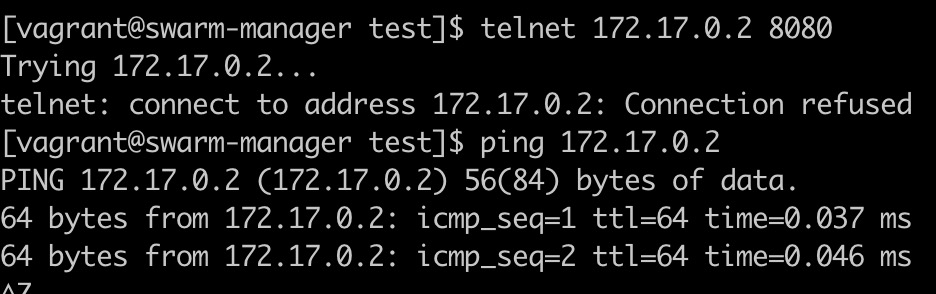 [vagrant@swarm-manager test]$ telnet 172.17.0.2 8080
Trying 172.17.0.2...
telnet: connect to address 172.17.0.2: Connection refused
[vagrant@swarm-manager test]$ ping 172.17.0.2
PING 172.17.0.2 (172.17.0.2) 56(84) bytes of data.
64 bytes from 172.17.0.2: icmp_seq=1 ttl=64 time=0.037 ms
64 bytes from 172.17.0.2: icmp_seq=2 ttl=64 time=0.046 ms
^Z